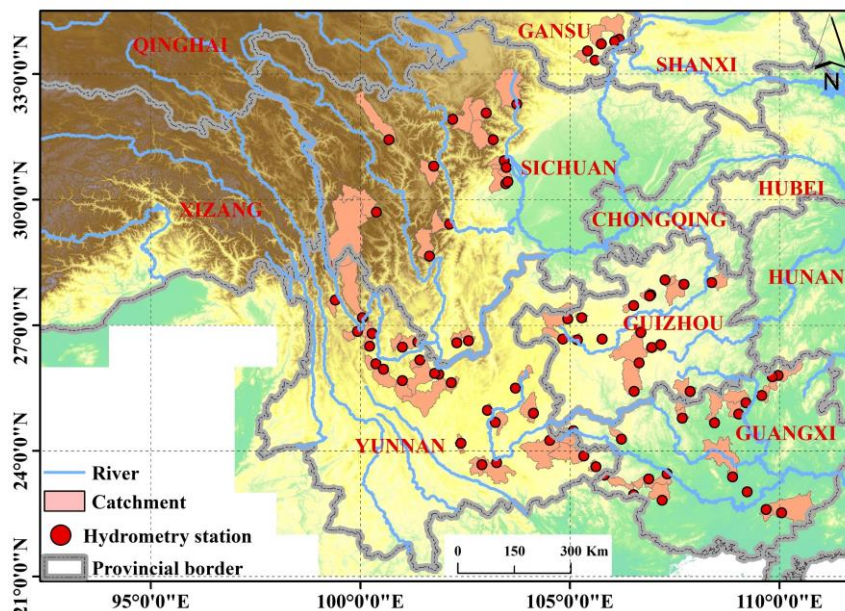 GANSU
QINGHAI
SHANXI
N
33°0'0"N
SICHUAN
30°0'0"N
XIZANG
HUBEI
CHONGQING
HUNAN
27°0'0"N
GUIZHOU
GUANGXI
YUNNAN
24°0'0"N
River
Catchment
Hydrometry station
Provincial border
0 150 300 Km
21°0'0"N
95°0'0"E 100°0'0"E 105°0'0"E 110°0'0"E